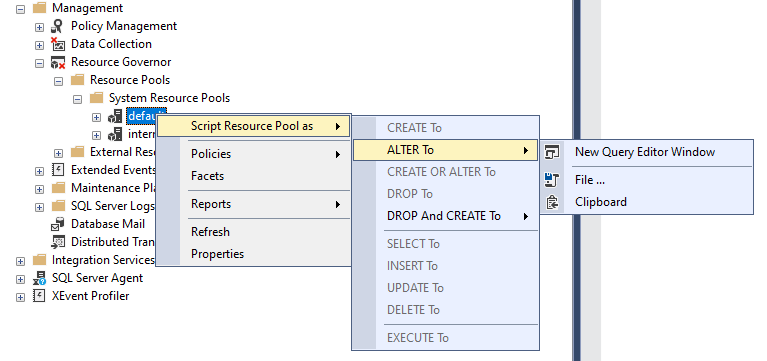 Management
Policy Management
Data Collection
Resource Governor
Resource Pools
System Resource Pools
default
Script Resource Pool as
CREATE To
intern
ALTER To
New Query Editor Window
External Res
Policies
CREATE OR ALTER To
File ...
Extended Events
Facets
DROP To
Clipboard
Maintenance Pla
SQL Server Logs
Reports
DROP And CREATE To
Database Mail
Refresh
SELECT To
Distributed Tran
Properties
INSERT To
Integration Services
UPDATE To
SQL Server Agent
DELETE To
XEvent Profiler
EXECUTE To